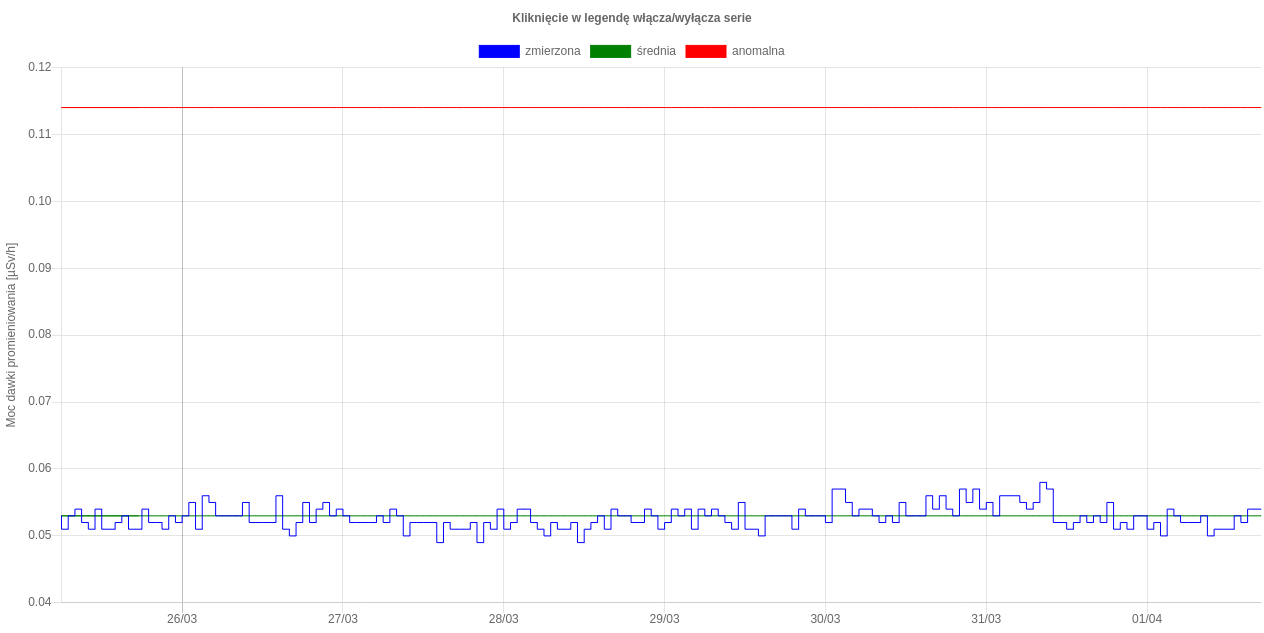 Kliknięcie w legendę włącza/wyłącza serie
zmierzona średnia anomalna
Moc dawki promieniowania [µSv/h]
0.12
0.11
0.10
0.09
0.08
0.07
0.06
0.05
0.04
26/03 27/03 28/03 29/03 30/03 31/03 01/04